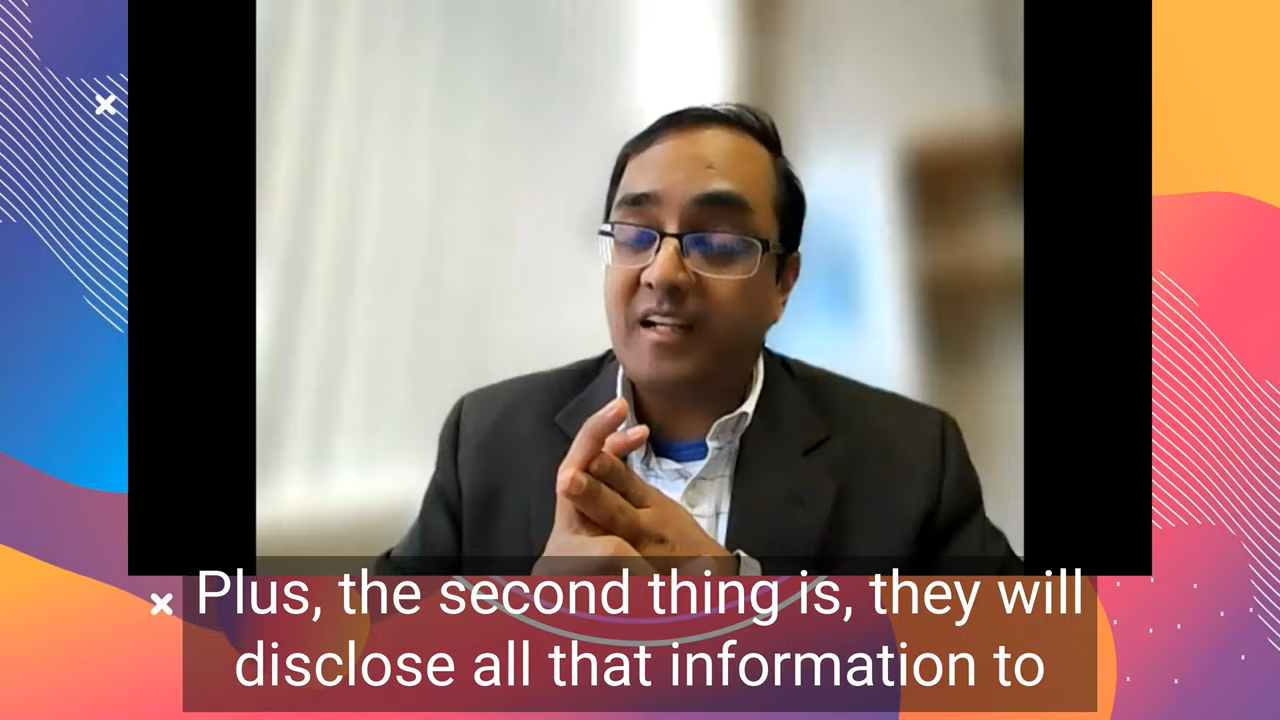 Plus, the second thing is, they will
disclose all that information to